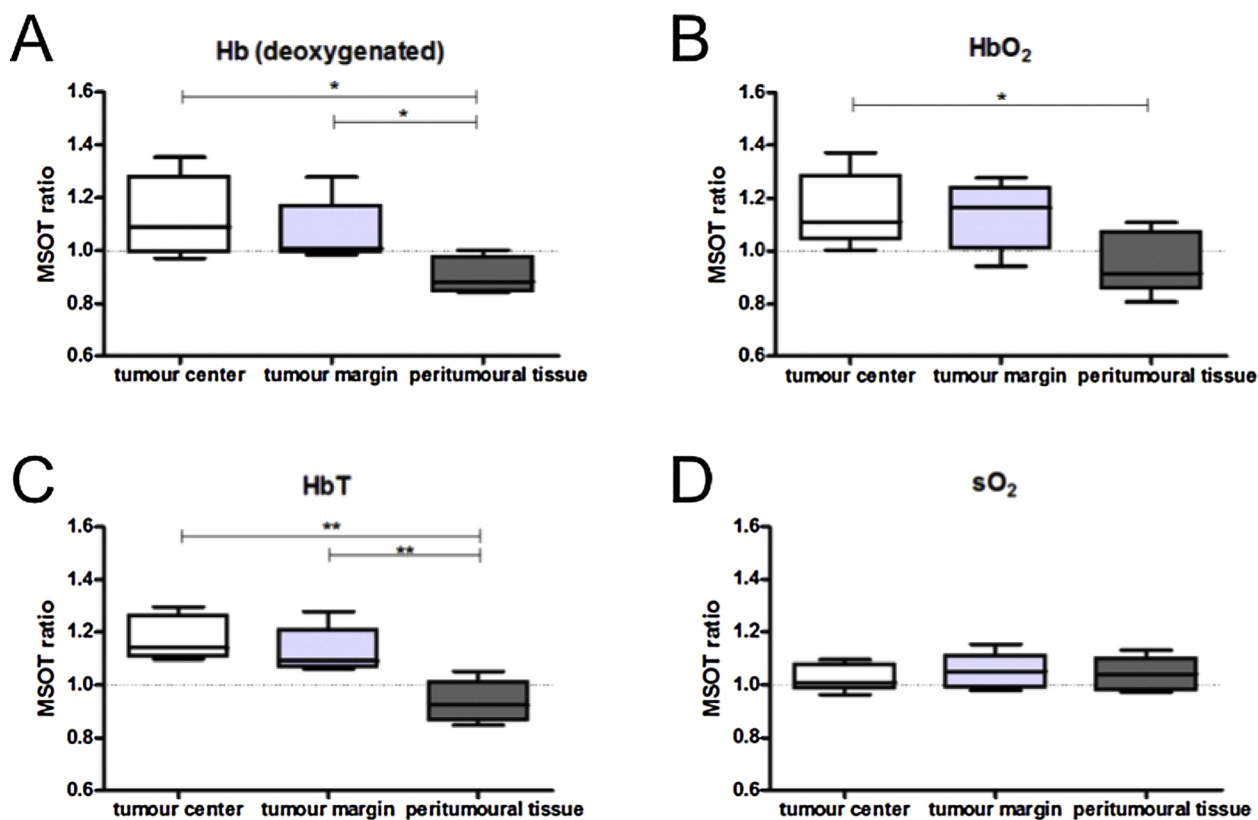 A
Hb (deoxygenated)
MSOT ratio
1.6
1.4
1.2
1.0
0.8
0.6
*
*
tumour center
tumour margin
peritumoural tissue
B
HbO₂
MSOT ratio
1.6
1.4
1.2
1.0
0.8
0.6
*
tumour center
tumour margin
peritumoural tissue
C
HbT
MSOT ratio
1.6
1.4
1.2
1.0
0.8
0.6
**
**
tumour center
tumour margin
peritumoural tissue
D
sO₂
MSOT ratio
1.6
1.4
1.2
1.0
0.8
0.6
tumour center
tumour margin
peritumoural tissue